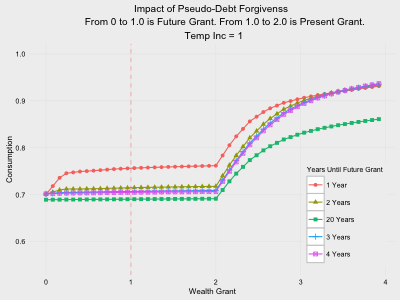 Impact of Pseudo-Debt Forgivenss
From 0 to 1.0 is Future Grant. From 1.0 to 2.0 is Present Grant.
Temp Inc = 1
1.0
0.9
0.8
0.7
0.6
Consumption
Years Until Future Grant
1 Year
2 Years
20 Years
3 Years
4 Years
0
1
2
3
4
Wealth Grant